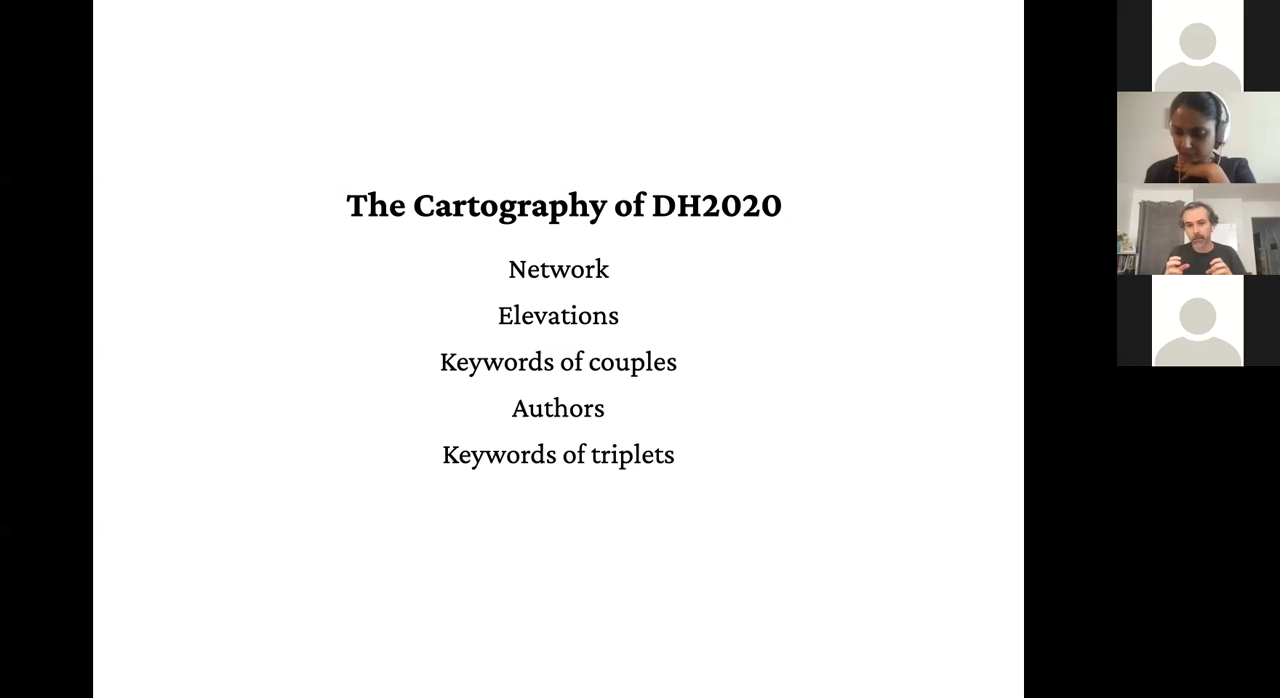 The Cartography of DH2020
Network
Elevations
Keywords of couples
Authors
Keywords of triplets